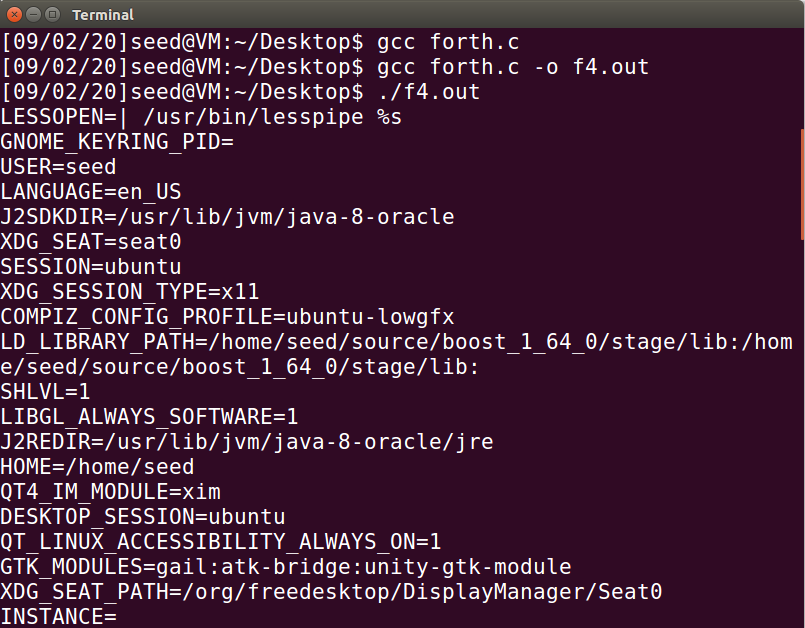 Terminal
[09/02/20]seed@VM:~/Desktop$ gcc forth.c
[09/02/20]seed@VM:~/Desktop$ gcc forth.c -o f4.out
[09/02/20]seed@VM:~/Desktop$ ./f4.out
LESSOPEN=| /usr/bin/lesspipe %s
GNOME_KEYRING_PID=
USER=seed
LANGUAGE=en_US
J2SDKDIR=/usr/lib/jvm/java-8-oracle
XDG_SEAT=seat0
SESSION=ubuntu
XDG_SESSION_TYPE=x11
COMPIZ_CONFIG_PROFILE=ubuntu-lowgfx
LD_LIBRARY_PATH=/home/seed/source/boost_1_64_0/stage/lib:/hom
e/seed/source/boost_1_64_0/stage/lib:
SHLVL=1
LIBGL_ALWAYS_SOFTWARE=1
J2REDIR=/usr/lib/jvm/java-8-oracle/jre
HOME=/home/seed
QT4_IM_MODULE=xim
DESKTOP_SESSION=ubuntu
QT_LINUX_ACCESSIBILITY_ALWAYS_ON=1
GTK_MODULES=gail:atk-bridge:unity-gtk-module
XDG_SEAT_PATH=/org/freedesktop/DisplayManager/Seat0
INSTANCE=